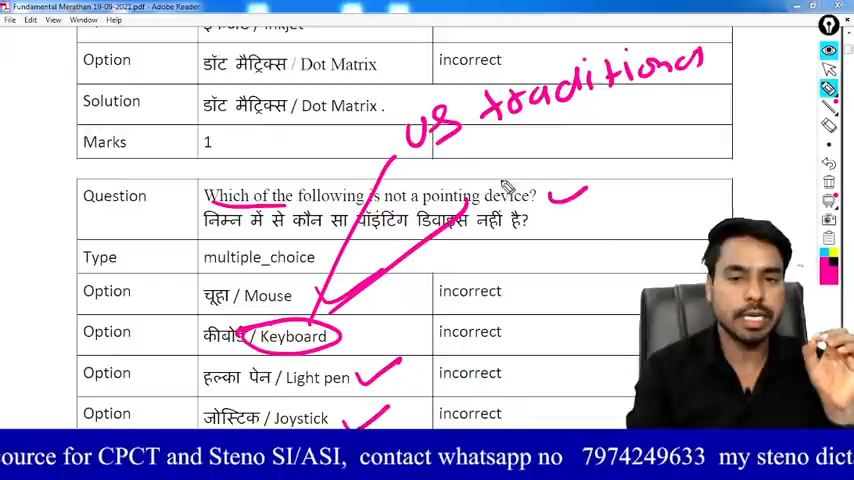 Fundamental Merathan 19-09-2021.pdf - Adobe Reader
File Edit View Window Help
Option डॉट मैट्रिक्स / Dot Matrix incorrect
Solution डॉट मैट्रिक्स / Dot Matrix .
Marks 1
US traditional
Question Which of the following is not a pointing device?
निम्न में से कौन सा पॉइंटिंग डिवाइस नहीं है?
Type multiple_choice
Option चूहा / Mouse incorrect
Option कीबोर्ड / Keyboard incorrect
Option हल्का पेन / Light pen incorrect
Option जोस्टिक / Joystick incorrect
ource for CPCT and Steno SI/ASI, contact whatsapp no 7974249633 my steno dict